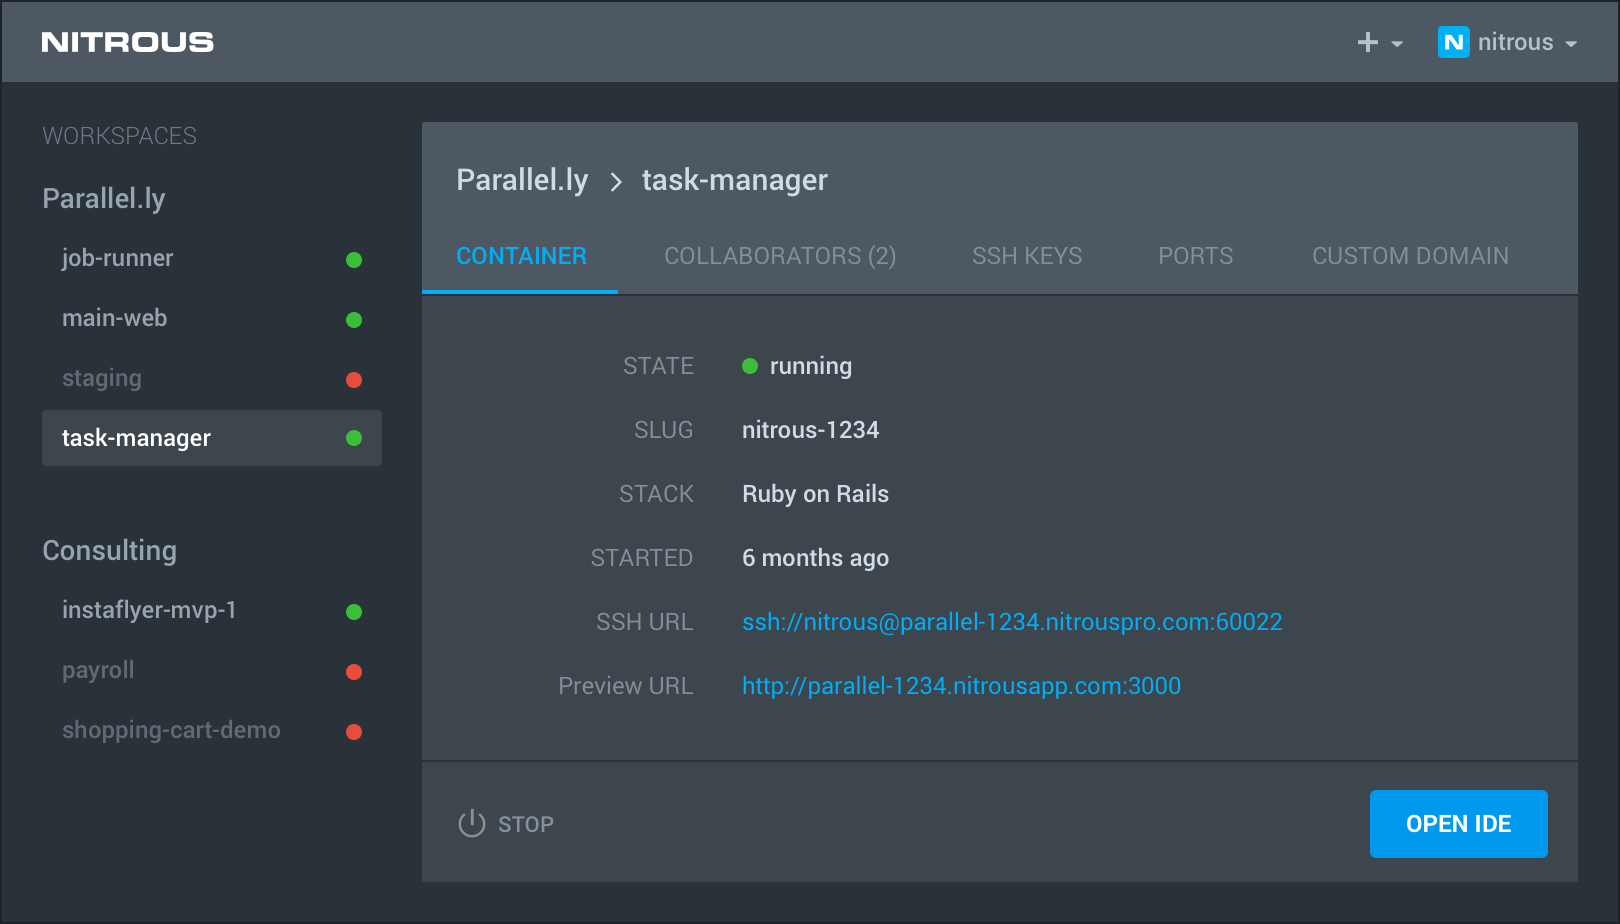 NITROUS
+
N nitrous
WORKSPACES
Parallel.ly
job-runner
main-web
staging
task-manager
Consulting
instaflyer-mvp-1
payroll
shopping-cart-demo
Parallel.ly > task-manager
CONTAINER COLLABORATORS (2) SSH KEYS PORTS CUSTOM DOMAIN
STATE running
SLUG nitrous-1234
STACK Ruby on Rails
STARTED 6 months ago
SSH URL ssh://nitrous@parallel-1234.nitrouspro.com:60022
Preview URL http://parallel-1234.nitrousapp.com:3000
STOP
OPEN IDE